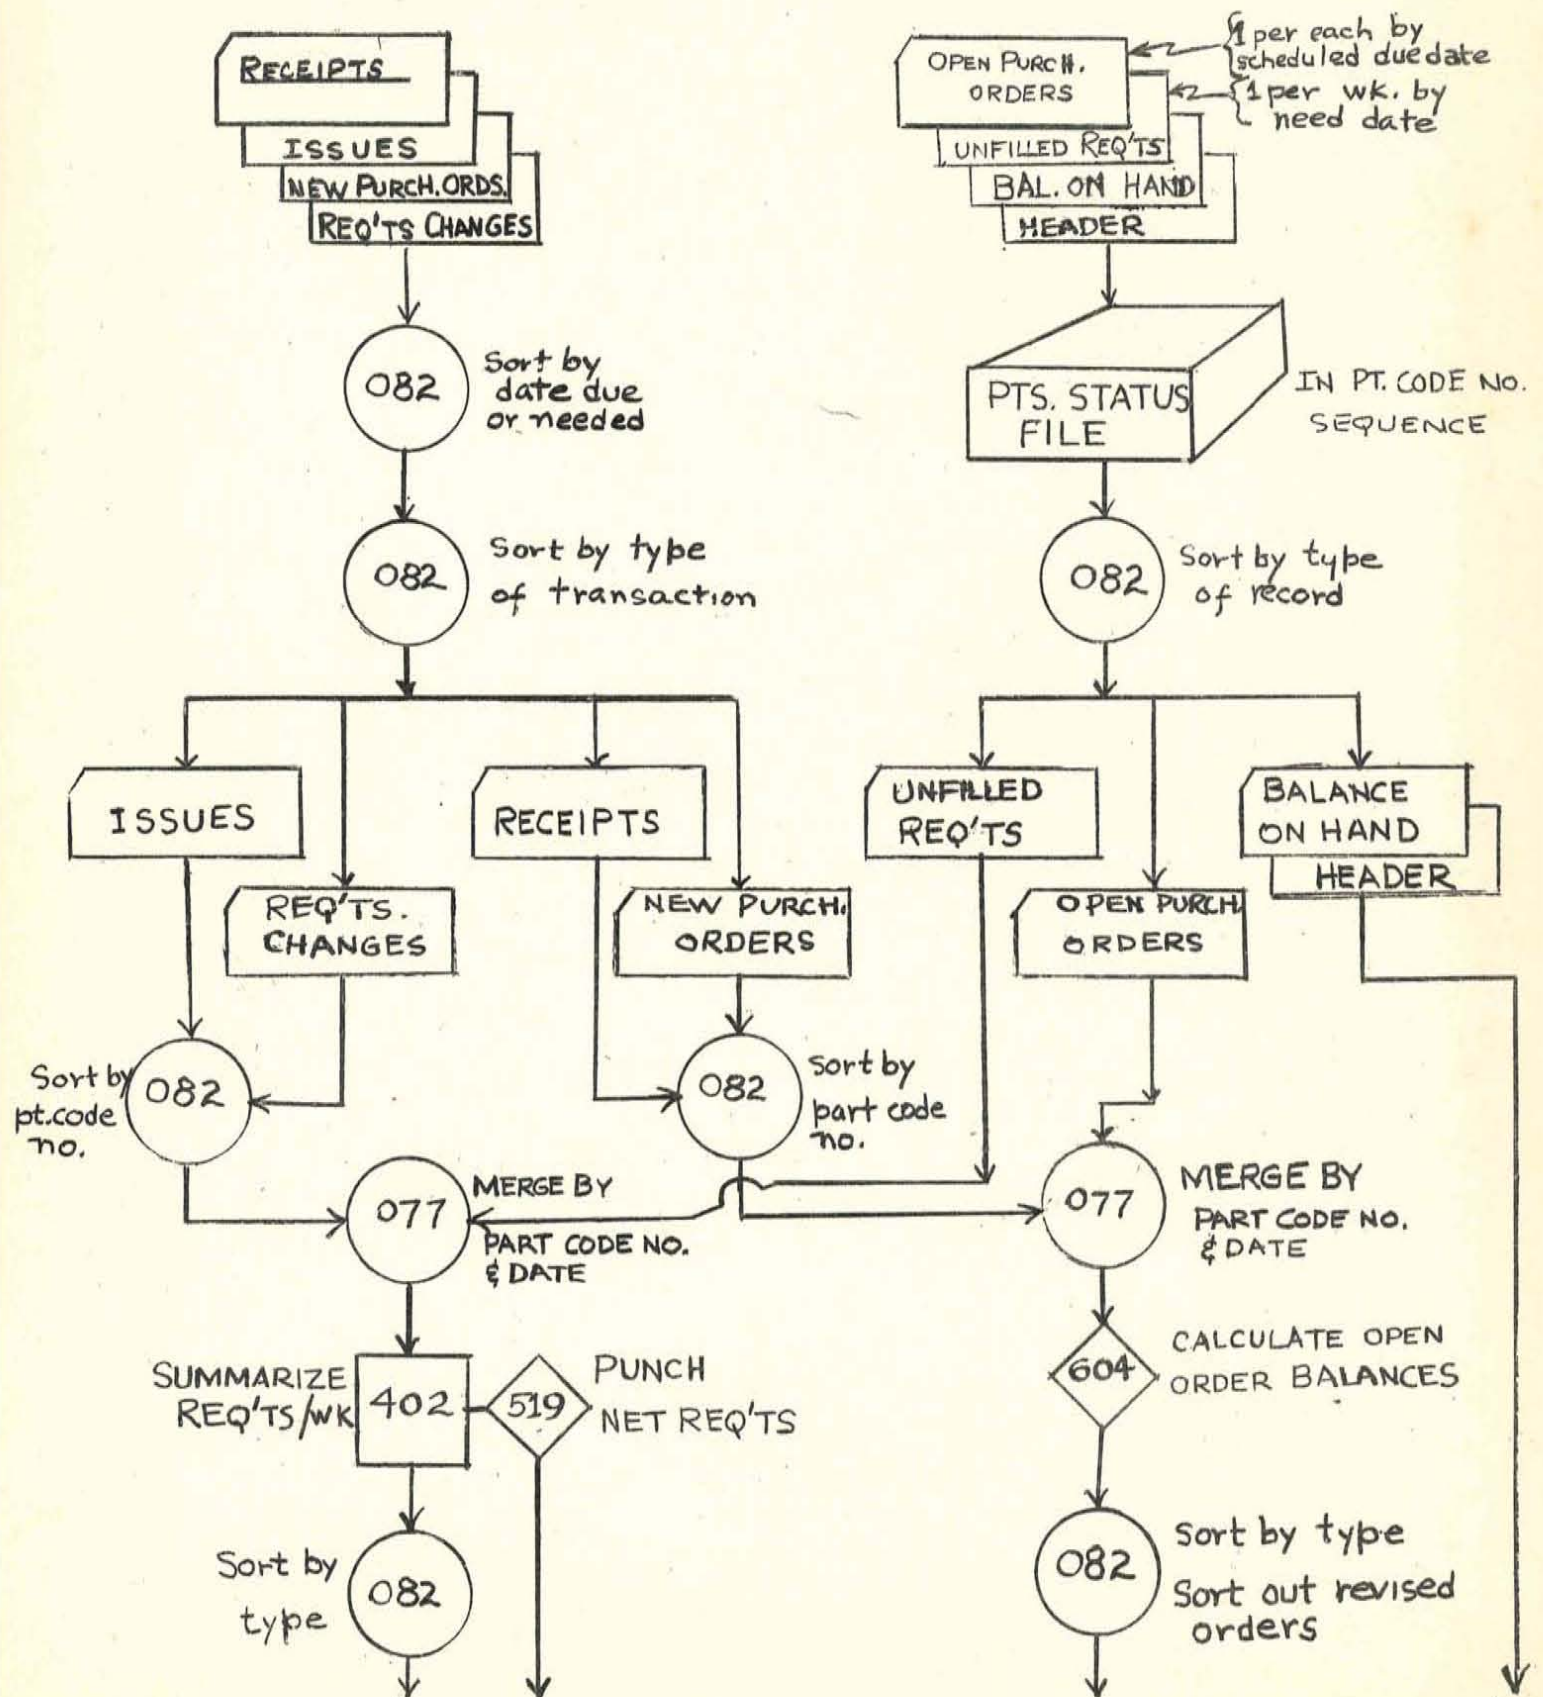 RECEIPTS
ISSUES
NEW PURCH. ORDS.
REQ'TS CHANGES
OPEN PURCH.
ORDERS
UNFILLED REQ'TS
BAL. ON HAND
HEADER
1 per each by
scheduled due date
1 per wk. by
need date
082
Sort by
date due
or needed
PTS. STATUS
FILE
IN PT. CODE NO.
SEQUENCE
082
Sort by type
of transaction
082
Sort by type
of record
ISSUES
REQ'TS.
CHANGES
RECEIPTS
NEW PURCH.
ORDERS
UNFILLED
REQ'TS
OPEN PURCH
ORDERS
BALANCE
ON HAND
HEADER
Sort by
pt. code
no.
082
082
Sort by
part code
no.
077
MERGE BY
PART CODE NO.
& DATE
077
MERGE BY
PART CODE NO.
& DATE
SUMMARIZE
REQ'TS/WK
402
519
PUNCH
NET REQ'TS
604
CALCULATE OPEN
ORDER BALANCES
Sort by
type
082
082
Sort by type
Sort out revised
orders